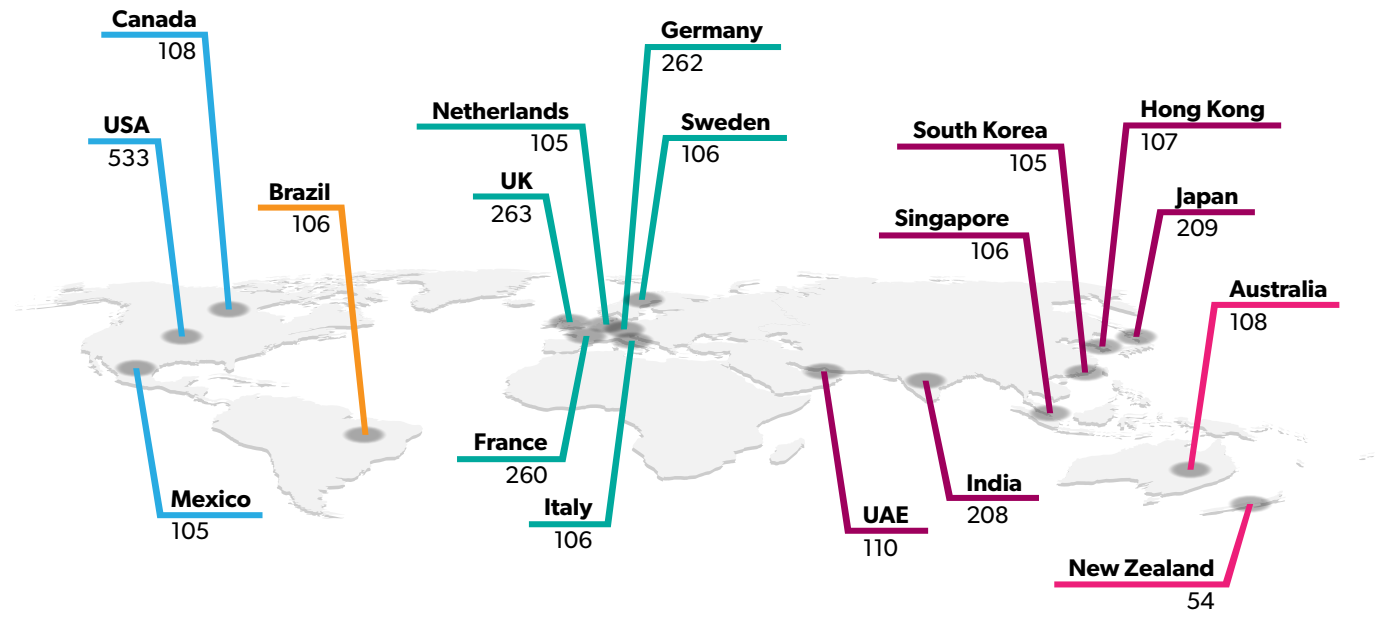 Canada
108
USA
533
Brazil
106
Mexico
105
Germany
262
Netherlands
105
Sweden
106
UK
263
France
260
Italy
106
Hong Kong
107
South Korea
105
Japan
209
Singapore
106
India
208
UAE
110
Australia
108
New Zealand
54